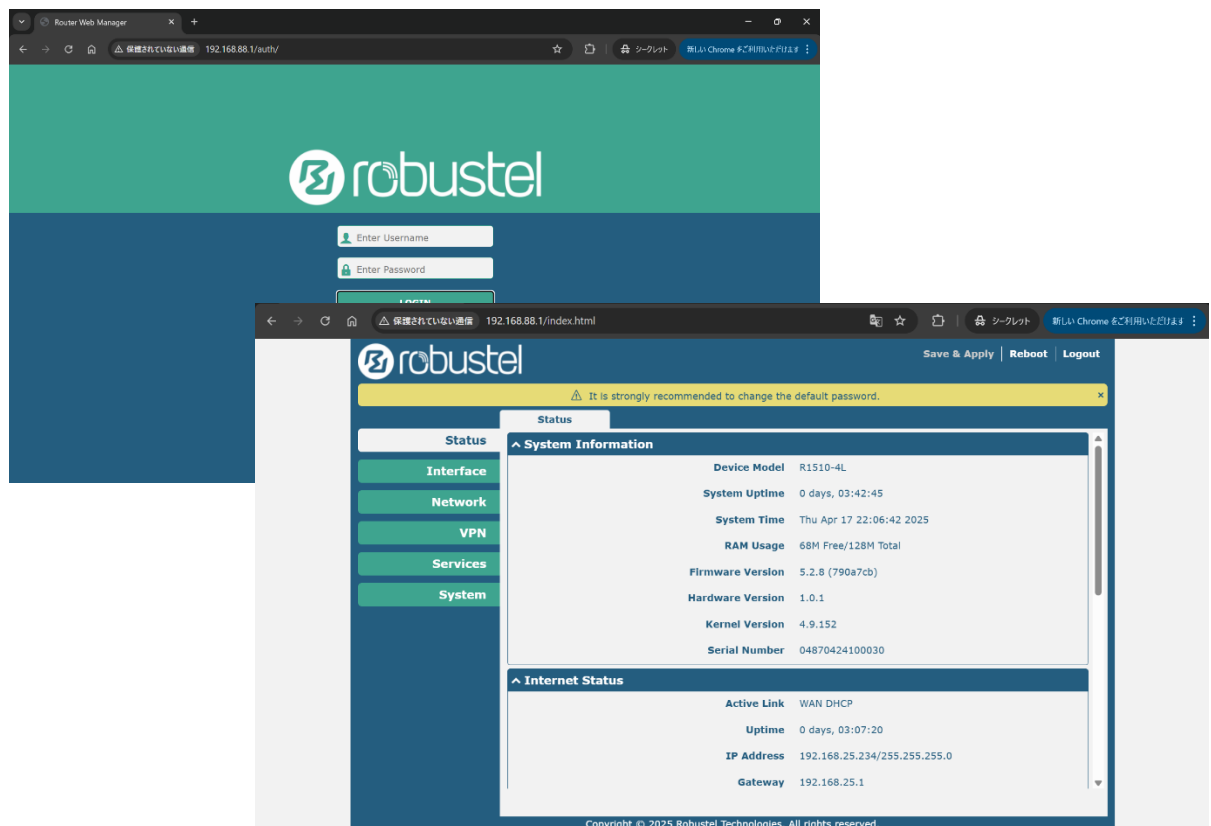 Router Web Manager
保護されていない通信 192.168.88.1/auth/
シークレット
新しい Chrome をご利用いただけます
robustel
Enter Username
Enter Password
LOGIN
保護されていない通信 192.168.88.1/index.html
シークレット
新しい Chrome をご利用いただけます
robustel
Save & Apply | Reboot | Logout
It is strongly recommended to change the default password.
Status
Status
Interface
Network
VPN
Services
System
System Information
Device Model R1510-4L
System Uptime 0 days, 03:42:45
System Time Thu Apr 17 22:06:42 2025
RAM Usage 68M Free/128M Total
Firmware Version 5.2.8 (790a7cb)
Hardware Version 1.0.1
Kernel Version 4.9.152
Serial Number 04870424100030
Internet Status
Active Link WAN DHCP
Uptime 0 days, 03:07:20
IP Address 192.168.25.234/255.255.255.0
Gateway 192.168.25.1
Copyright © 2025 Robustel Technologies. All rights reserved.